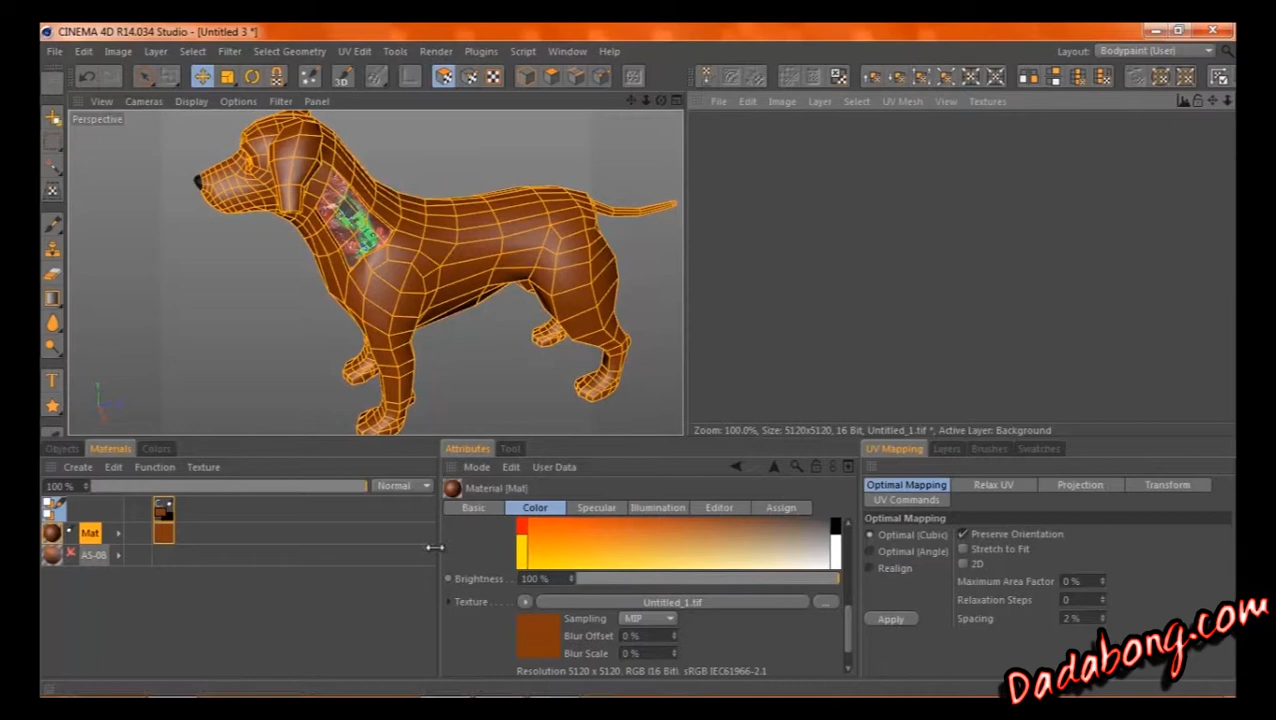 CINEMA 4D R14.034 Studio - [Untitled 3 *]
File Edit Image Layer Select Filter Select Geometry UV Edit Tools Render Plugins Script Window Help Layout: Bodypaint (User)
View Cameras Display Options Filter Panel File Edit Image Layer Select UV Mesh View Textures
Perspective
Zoom: 100.0%, Size: 5120x5120, 16 Bit, Untitled_1.tif *, Active Layer: Background
Objects Materials Colors Attributes Tool UV Mapping Layers Brushes Swatches
Create Edit Function Texture Mode Edit User Data
100 % Normal Material [Mat] Optimal Mapping Relax UV Projection Transform
UV Commands
Basic Color Specular Illumination Editor Assign
Optimal Mapping
Mat Optimal (Cubic) Preserve Orientation
AS-08 Optimal (Angle) Stretch to Fit
Realign 2D
Brightness 100 % Maximum Area Factor 0 %
Texture Untitled_1.tif ... Relaxation Steps 0
Sampling MIP Apply Spacing 2 %
Blur Offset 0 %
Blur Scale 0 %
Resolution 5120 x 5120, RGB (16 Bit), sRGB IEC61966-2.1
Dadabong.com